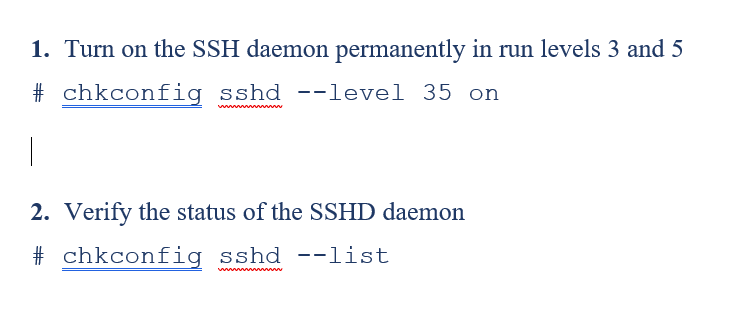 1. Turn on the SSH daemon permanently in run levels 3 and 5
# chkconfig sshd --level 35 on
2. Verify the status of the SSHD daemon
# chkconfig sshd --list